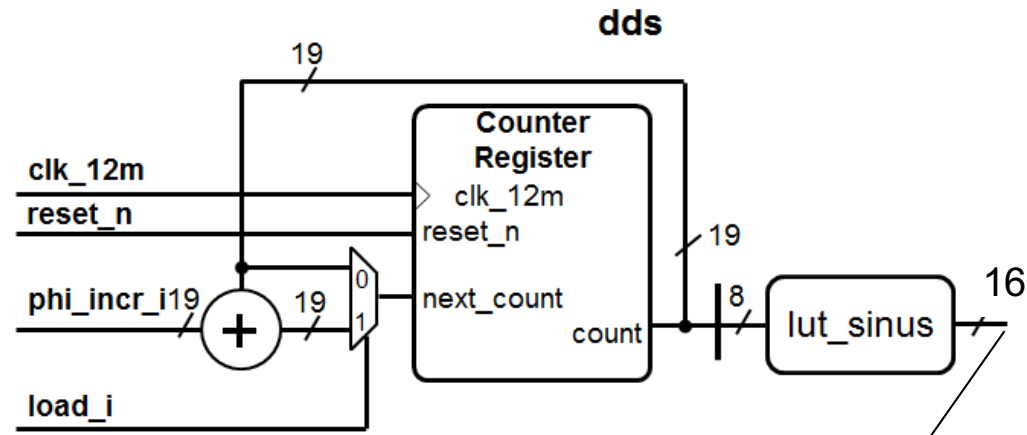 dds
19
Counter
Register
clk_12m
clk_12m
reset_n
reset_n
19
0
phi_incr_i
19
+
19
1
next_count
count
8
lut_sinus
16
load_i